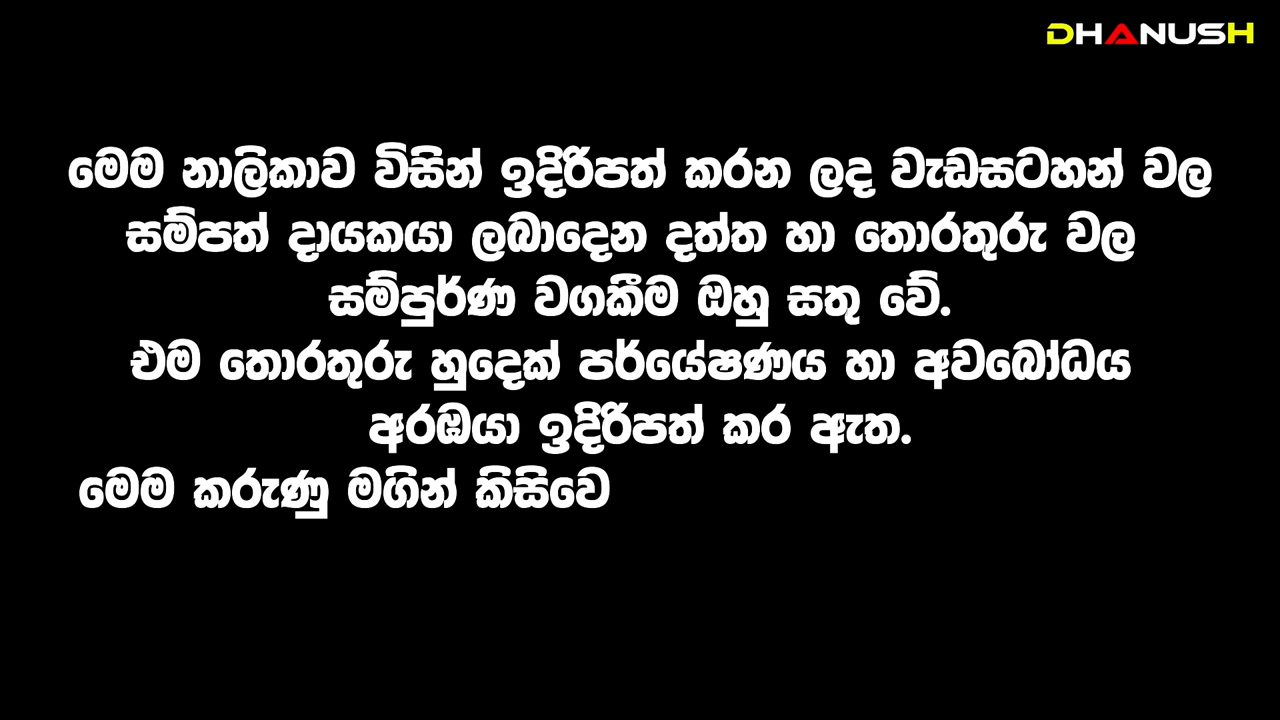 DHANUSH
මෙම නාලිකාව විසින් ඉදිරිපත් කරන ලද වැඩසටහන් වල
සම්පත් දායකයා ලබාදෙන දත්ත හා තොරතුරු වල
සම්පුර්ණ වගකීම ඔහු සතු වේ.
එම තොරතුරු හුදෙක් පර්යේෂණය හා අවබෝධය
අරඹයා ඉදිරිපත් කර ඇත.
මෙම කරුණු මගින් කිසිවෙ